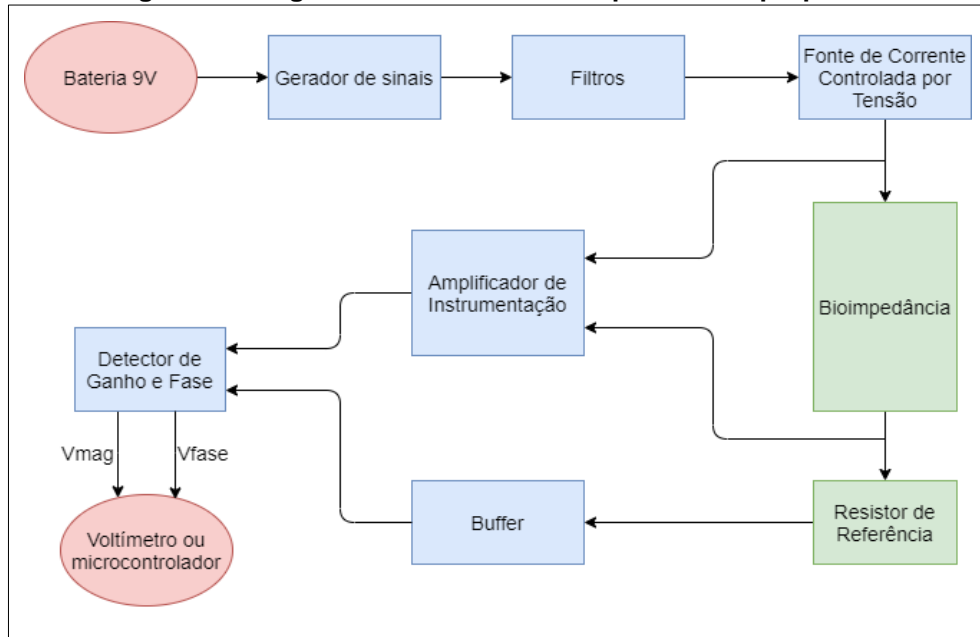 Bateria 9V
Gerador de sinais
Filtros
Fonte de Corrente
Controlada por
Tensão
Amplificador de
Instrumentação
Bioimpedância
Detector de
Ganho e Fase
Vmag
Vfase
Buffer
Resistor de
Referência
Voltímetro ou
microcontrolador